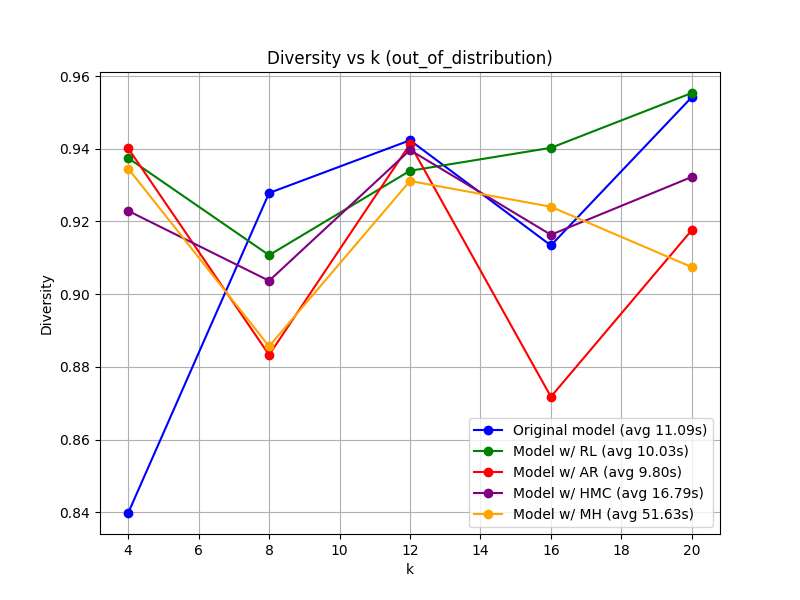 Diversity vs k (out_of_distribution)
0.96
0.94
0.92
0.90
0.88
0.86
0.84
Diversity
Original model (avg 11.09s)
Model w/ RL (avg 10.03s)
Model w/ AR (avg 9.80s)
Model w/ HMC (avg 16.79s)
Model w/ MH (avg 51.63s)
4 6 8 10 12 14 16 18 20
k